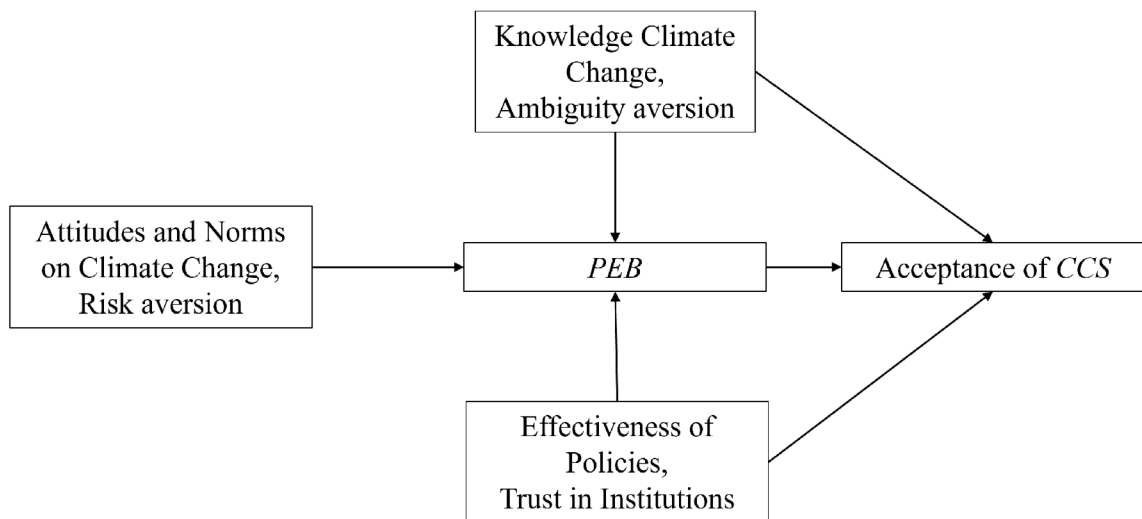 Knowledge Climate
Change,
Ambiguity aversion
Attitudes and Norms
on Climate Change,
Risk aversion
PEB
Acceptance of CCS
Effectiveness of
Policies,
Trust in Institutions